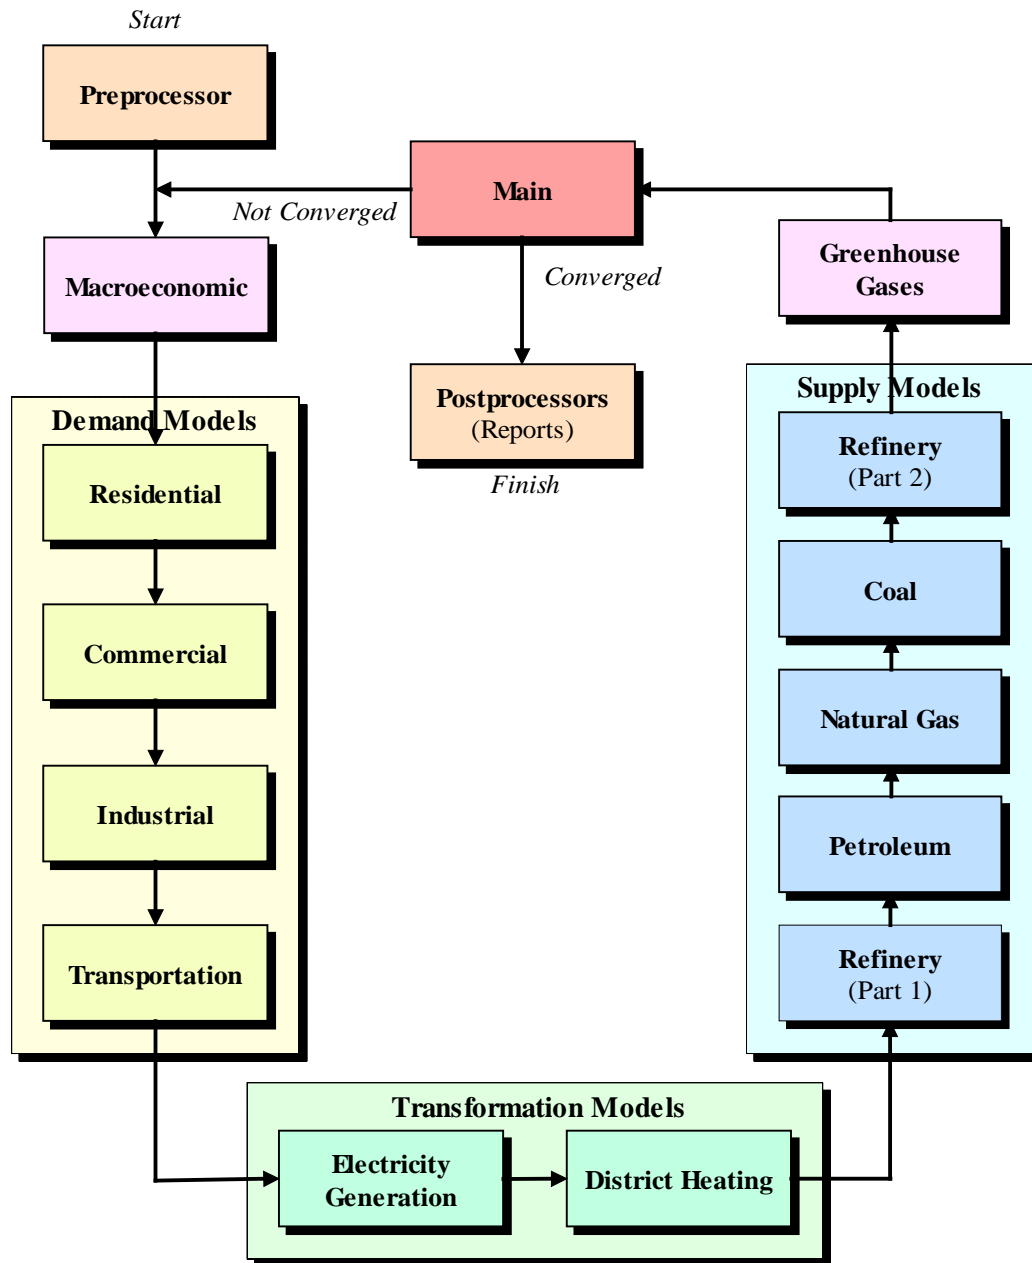 Start
Preprocessor
Main
Not Converged
Converged
Macroeconomic
Greenhouse
Gases
Postprocessors
(Reports)
Finish
Demand Models
Residential
Commercial
Industrial
Transportation
Transformation Models
Electricity
Generation
District Heating
Supply Models
Refinery
(Part 2)
Coal
Natural Gas
Petroleum
Refinery
(Part 1)